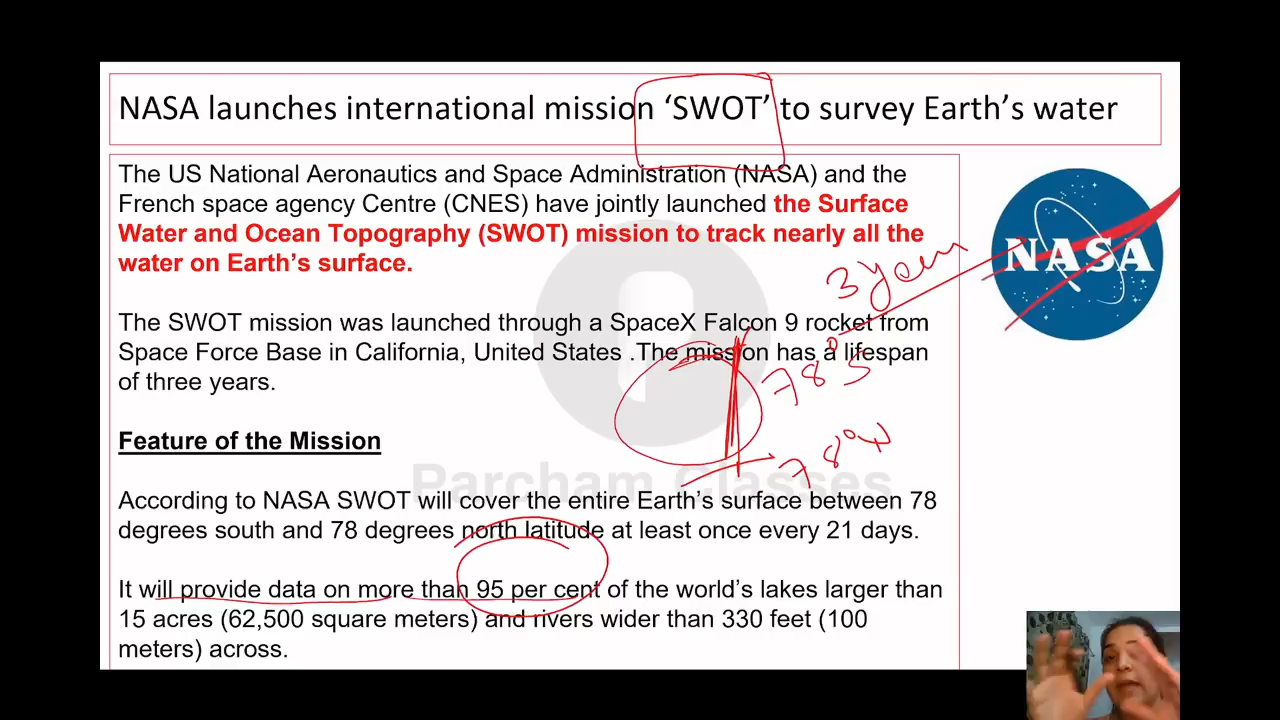 NASA launches international mission ‘SWOT’ to survey Earth’s water
The US National Aeronautics and Space Administration (NASA) and the
French space agency Centre (CNES) have jointly launched the Surface
Water and Ocean Topography (SWOT) mission to track nearly all the
water on Earth’s surface.
NASA
3 year
The SWOT mission was launched through a SpaceX Falcon 9 rocket from
Space Force Base in California, United States .The mission has a lifespan
of three years.
78° S
Feature of the Mission
78° N
Parcham Classes
According to NASA SWOT will cover the entire Earth’s surface between 78
degrees south and 78 degrees north latitude at least once every 21 days.
It will provide data on more than 95 per cent of the world’s lakes larger than
15 acres (62,500 square meters) and rivers wider than 330 feet (100
meters) across.